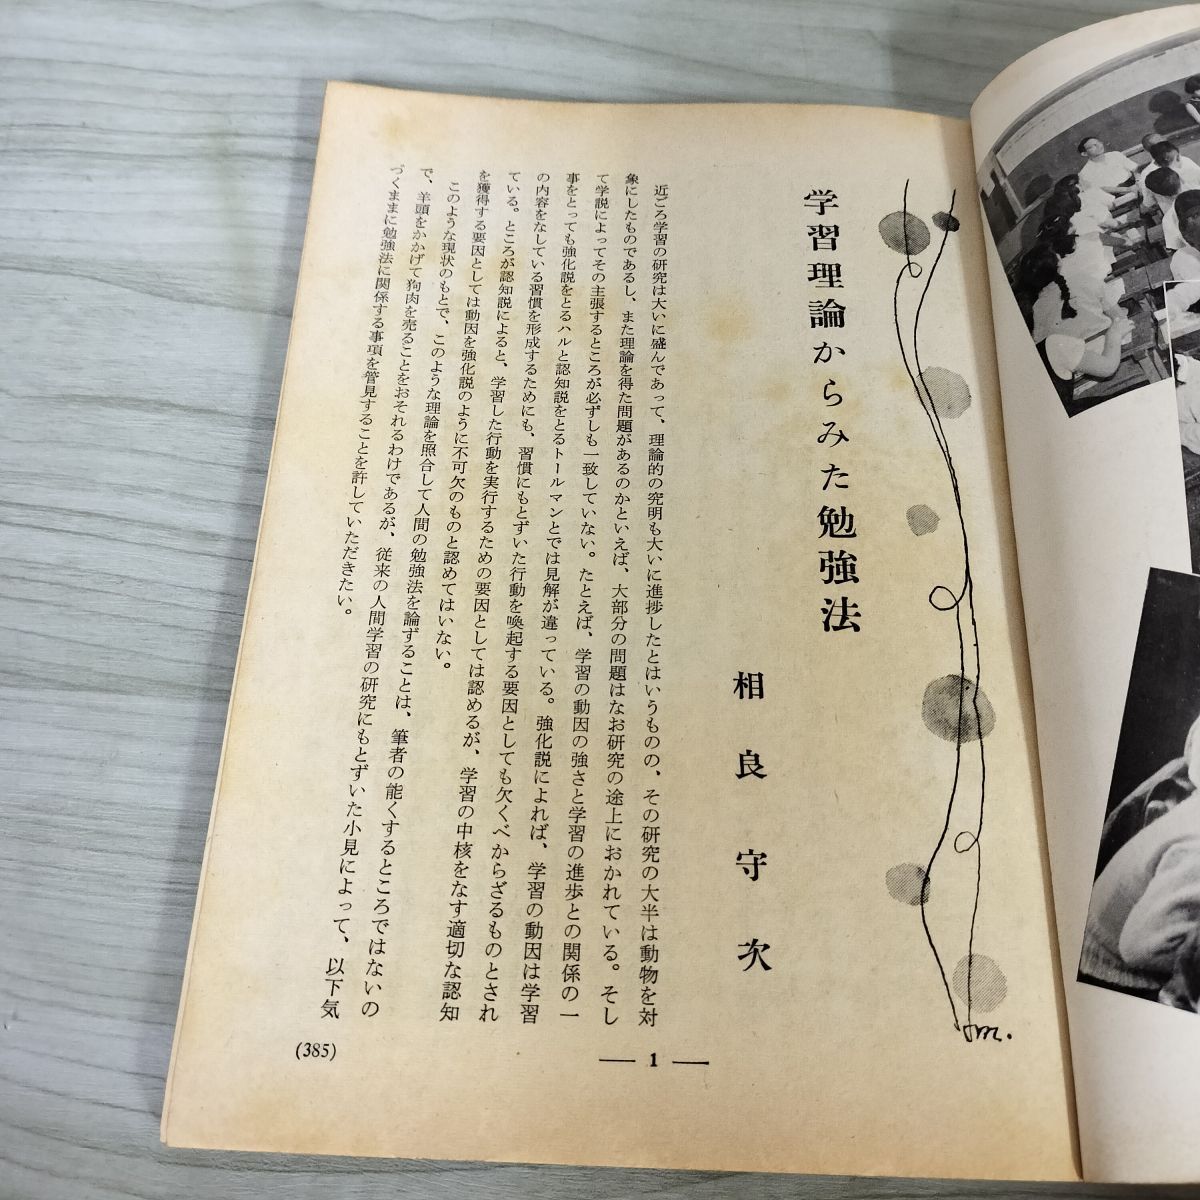 学習理論からみた勉強法
相良守次
近ごろ学習の研究は大いに盛んであって、理論的の究明も大いに進捗したとはいうものの、その研究の大半は動物を対
象にしたものであるし、また理論を得た問題があるのかといえば、大部分の問題はなお研究の途上におかれている。そし
て学説によってその主張するところが必ずしも一致していない。たとえば、学習の動因の強さと学習の進歩との関係の一
事をとっても強化説をとるハルと認知説をとるトールマンとでは見解が違っている。強化説によれば、学習の動因は学習
の内容をなしている習慣を形成するためにも、習慣にもとずいた行動を喚起する要因としても欠くべからざるものとされ
ている。ところが認知説によると、学習した行動を実行するための要因としては認めるが、学習の中核をなす適切な認知
を獲得する要因としては動因を強化説のように不可欠のものと認めてはいない。
このような現状のもとで、このような理論を照合して人間の勉強法を論ずることは、筆者の能くするところではないの
で、羊頭をかかげて狗肉を売ることをおそれるわけであるが、従来の人間学習の研究にもとずいた小見によって、以下気
づくままに勉強法に関係する事項を管見することを許していただきたい。
m.
— 1 —
(385)